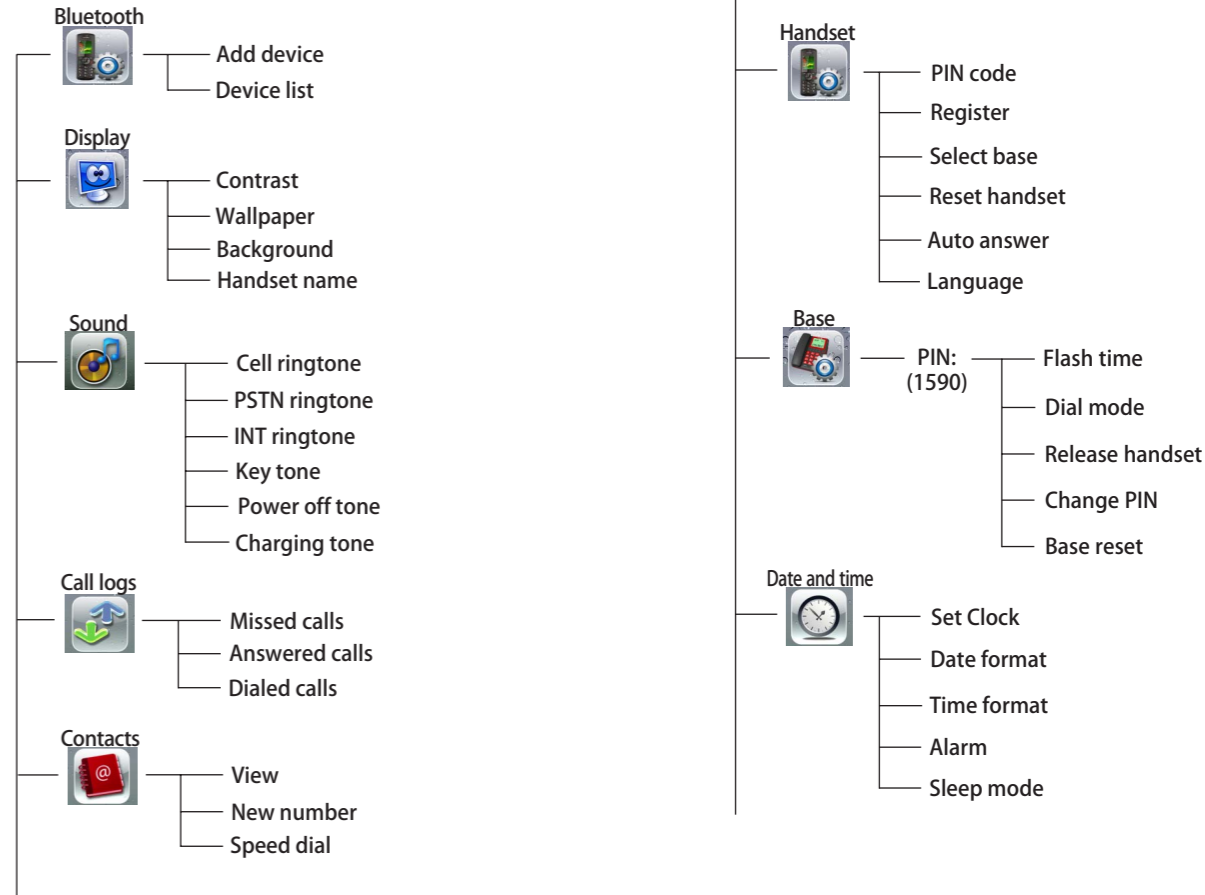 Bluetooth
Add device
Device list
Display
Contrast
Wallpaper
Background
Handset name
Sound
Cell ringtone
PSTN ringtone
INT ringtone
Key tone
Power off tone
Charging tone
Call logs
Missed calls
Answered calls
Dialed calls
Contacts
@
View
New number
Speed dial
Handset
PIN code
Register
Select base
Reset handset
Auto answer
Language
Base
PIN:
(1590)
Flash time
Dial mode
Release handset
Change PIN
Base reset
Date and time
Set Clock
Date format
Time format
Alarm
Sleep mode